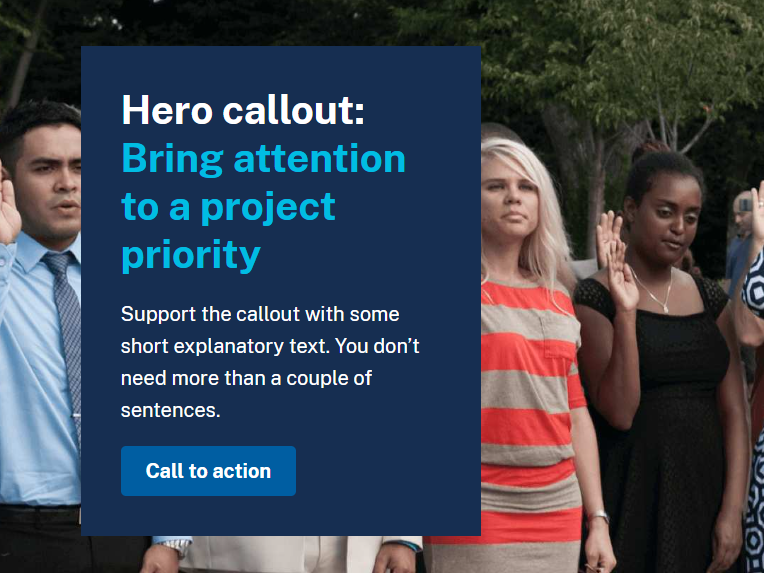 Hero callout:
Bring attention
to a project
priority
Support the callout with some
short explanatory text. You don’t
need more than a couple of
sentences.
Call to action